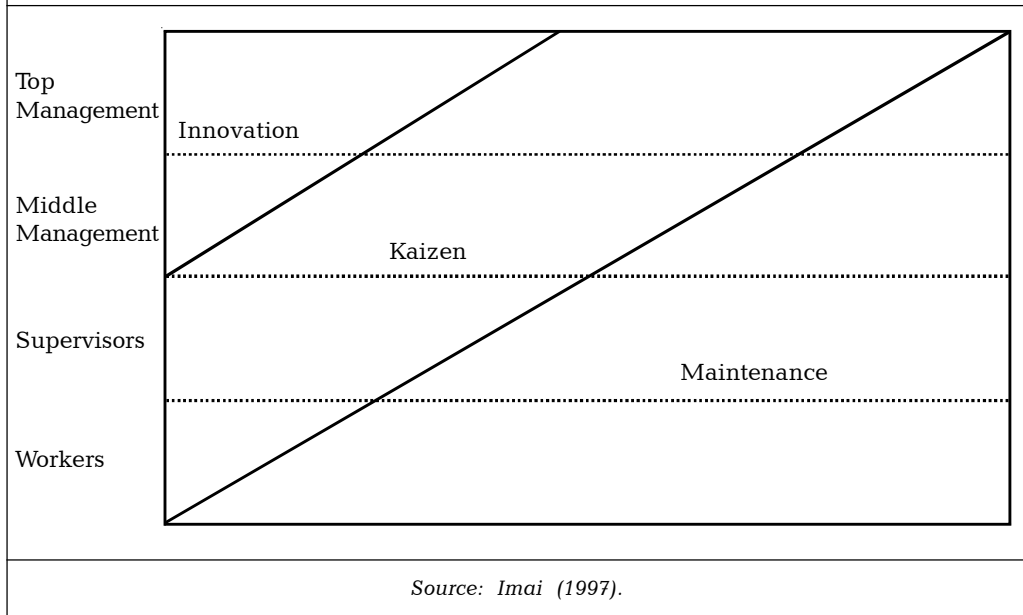 Top
Management
Innovation
Middle
Management
Kaizen
Supervisors
Maintenance
Workers
Source: Imai (1997).